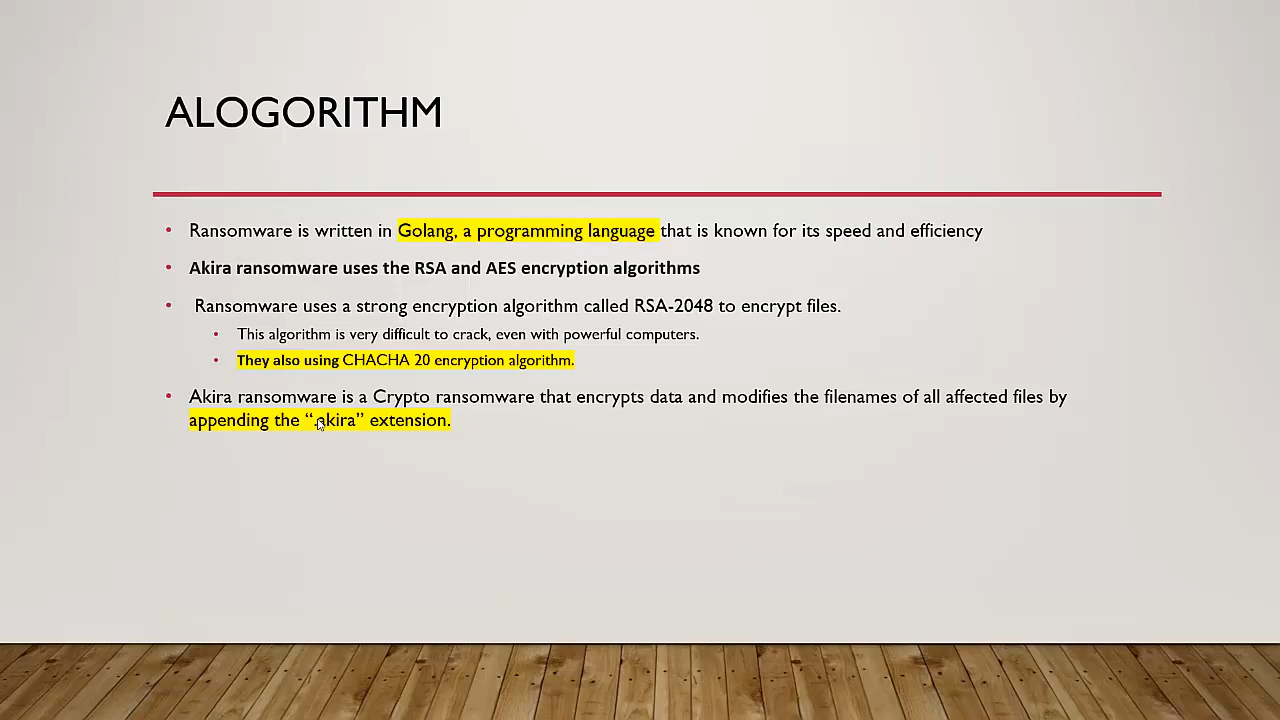 ALOGORITHM
• Ransomware is written in Golang, a programming language that is known for its speed and efficiency
• Akira ransomware uses the RSA and AES encryption algorithms
• Ransomware uses a strong encryption algorithm called RSA-2048 to encrypt files.
• This algorithm is very difficult to crack, even with powerful computers.
• They also using CHACHA 20 encryption algorithm.
• Akira ransomware is a Crypto ransomware that encrypts data and modifies the filenames of all affected files by
appending the “.akira” extension.